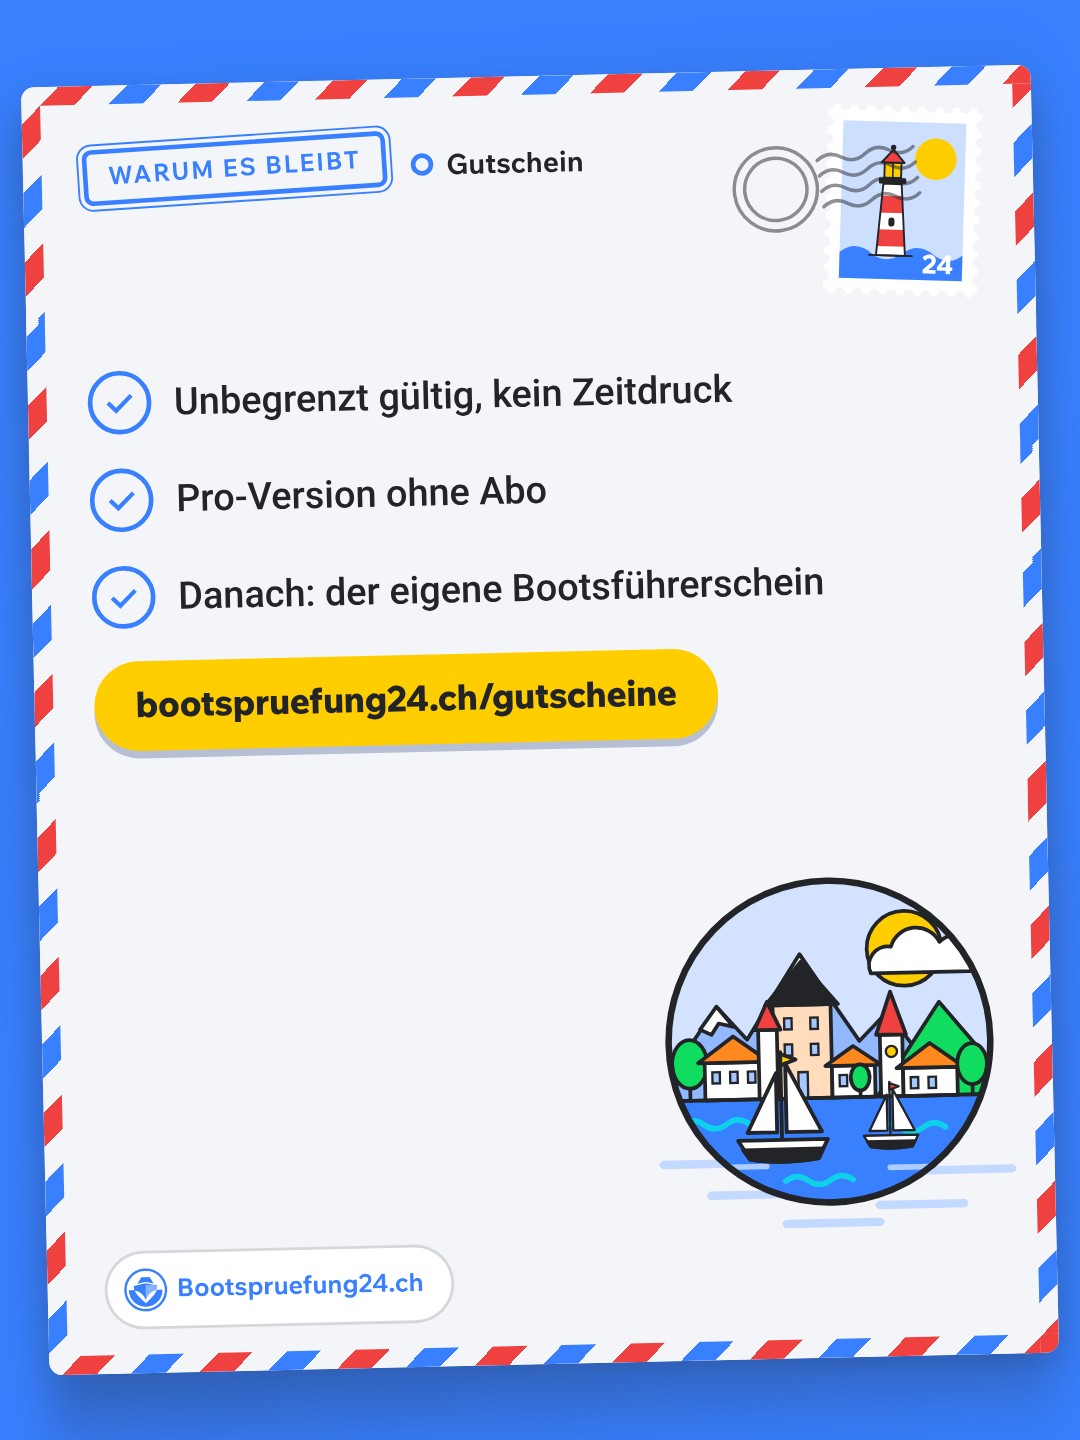 WARUM ES BLEIBT
Gutschein
24
Unbegrenzt gültig, kein Zeitdruck
Pro-Version ohne Abo
Danach: der eigene Bootsführerschein
bootspruefung24.ch/gutscheine
Bootspruefung24.ch